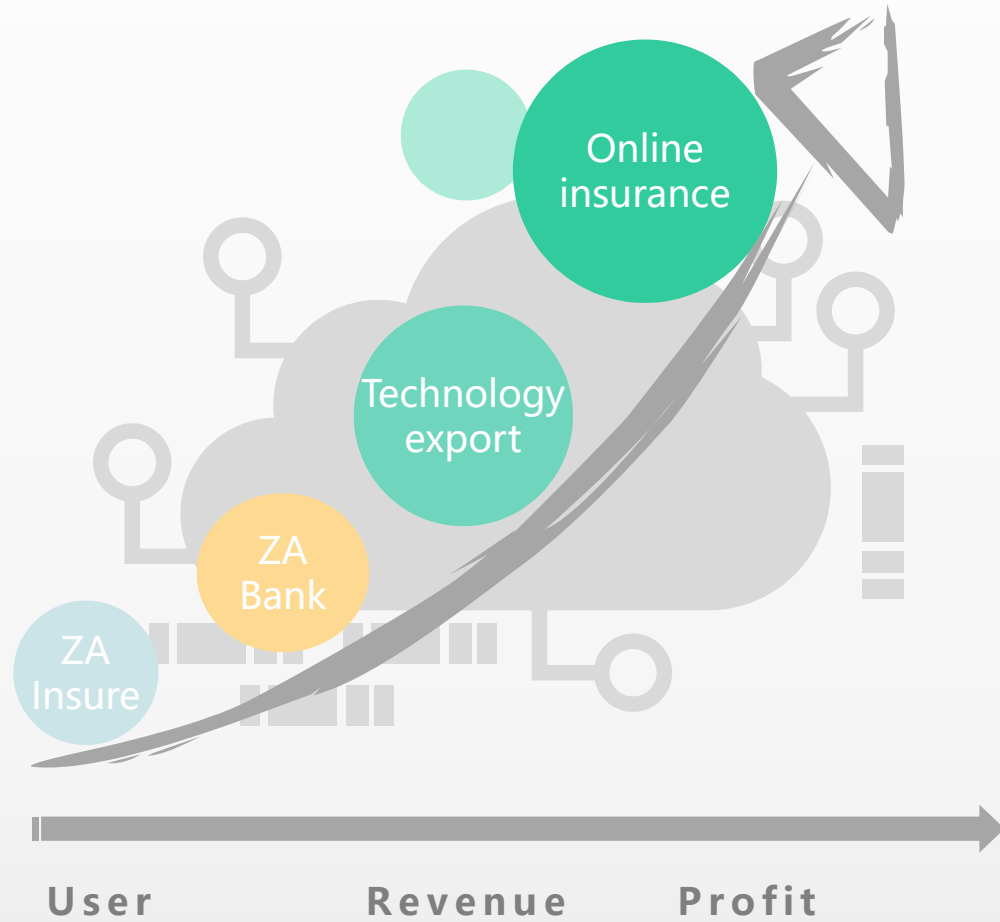 Online
insurance
Technology
export
ZA
Bank
ZA
Insure
User
Revenue
Profit